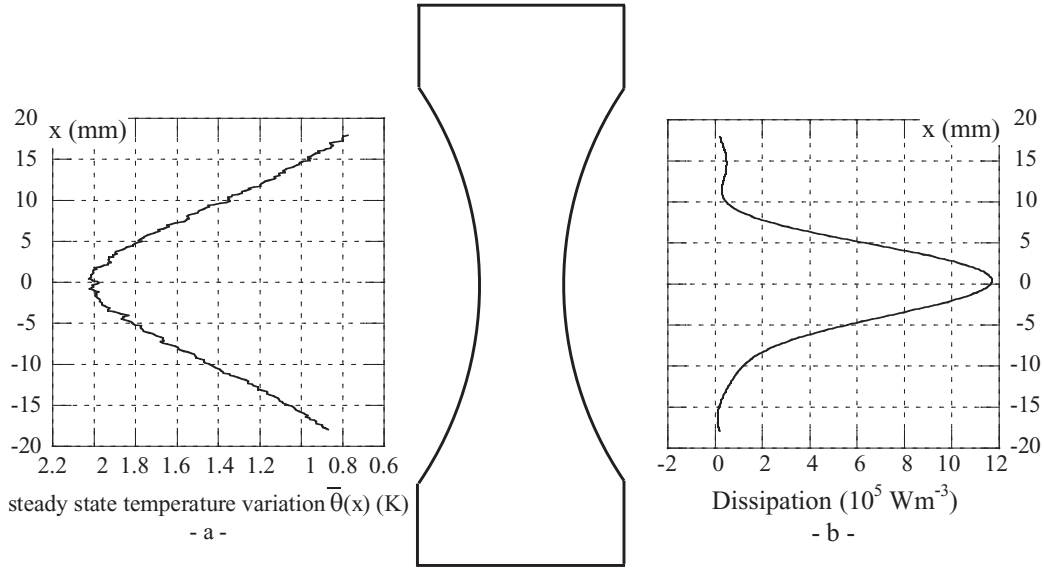 x (mm)
20
15
10
5
0
-5
-10
-15
-20
2.2 2 1.8 1.6 1.4 1.2 1 0.8 0.6
steady state temperature variation θ̅(x) (K)
- a -
x (mm)
20
15
10
5
0
-5
-10
-15
-20
-2 0 2 4 6 8 10 12
Dissipation (10⁵ Wm⁻³)
- b -